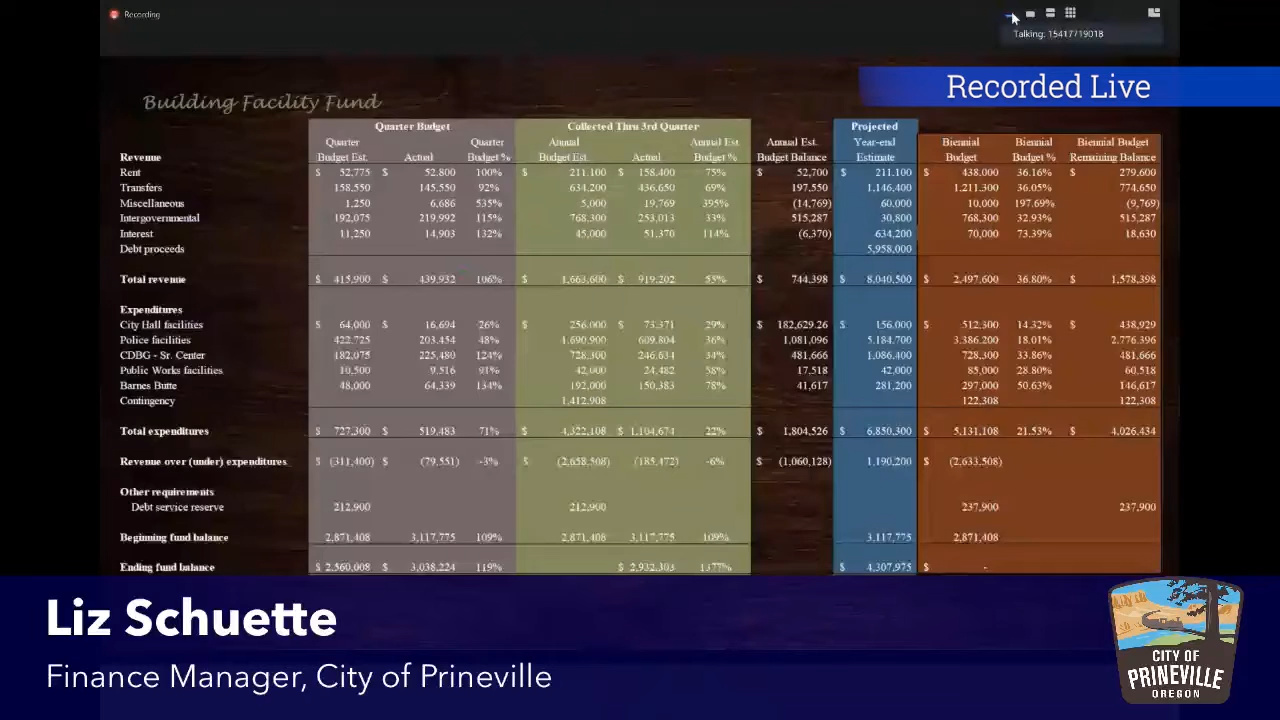 Recording
Talking: 15417719018
Recorded Live
Building Facility Fund
Quarter Budget Collected Thru 3rd Quarter Projected
Quarter Quarter Annual Annual Est Annual Est. Year-end Biennial Biennial Biennial Budget
Revenue Budget Est. Actual Budget % Budget Est. Actual Budget % Budget Balance Estimate Budget Budget % Remaining Balance
Rent $ 52,775 $ 52,800 100% $ 211,100 $ 158,400 75% $ 52,700 $ 211,100 $ 438,000 36.16% $ 279,600
Transfers 158,550 145,550 92% 634,200 436,650 69% 197,550 1,146,400 1,211,300 36.05% 774,650
Miscellaneous 1,250 6,686 535% 5,000 19,769 395% (14,769) 60,000 10,000 197.69% (9,769)
Intergovernmental 192,075 219,992 115% 768,300 253,013 33% 515,287 30,800 768,300 32.93% 515,287
Interest 11,250 14,903 132% 45,000 51,370 114% (6,370) 634,200 70,000 73.39% 18,630
Debt proceeds 5,958,000
Total revenue $ 415,900 $ 439,932 106% $ 1,663,600 $ 919,202 55% $ 744,398 $ 8,040,500 $ 2,497,600 36.80% $ 1,578,398
Expenditures
City Hall facilities $ 64,000 $ 16,694 26% $ 256,000 $ 73,371 29% $ 182,629.26 $ 156,000 $ 512,300 14.32% $ 438,929
Police facilities 422,725 203,454 48% 1,690,900 609,804 36% 1,081,096 5,184,700 3,386,200 18.01% 2,776,396
CDBG - Sr. Center 182,075 225,480 124% 728,300 246,634 34% 481,666 1,086,400 728,300 33.86% 481,666
Public Works facilities 10,500 9,516 91% 42,000 24,482 58% 17,518 42,000 85,000 28.80% 60,518
Barnes Butte 48,000 64,339 134% 192,000 150,383 78% 41,617 281,200 297,000 50.63% 146,617
Contingency 1,412,908 122,308 122,308
Total expenditures $ 727,300 $ 519,483 71% $ 4,322,108 $ 1,104,674 22% $ 1,804,526 $ 6,850,300 $ 5,131,108 21.53% $ 4,026,434
Revenue over (under) expenditures $ (311,400) $ (79,551) -3% $ (2,658,508) (185,472) -6% $ (1,060,128) 1,190,200 $ (2,633,508)
Other requirements
Debt service reserve 212,900 212,900 237,900 237,900
Beginning fund balance 2,871,408 3,117,775 109% 2,871,408 3,117,775 109% 3,117,775 2,871,408
Ending fund balance $ 2,560,008 $ 3,038,224 119% $ 2,932,303 1377% $ 4,307,975 $ -
Liz Schuette
Finance Manager, City of Prineville
CITY OF
PRINEVILLE
OREGON